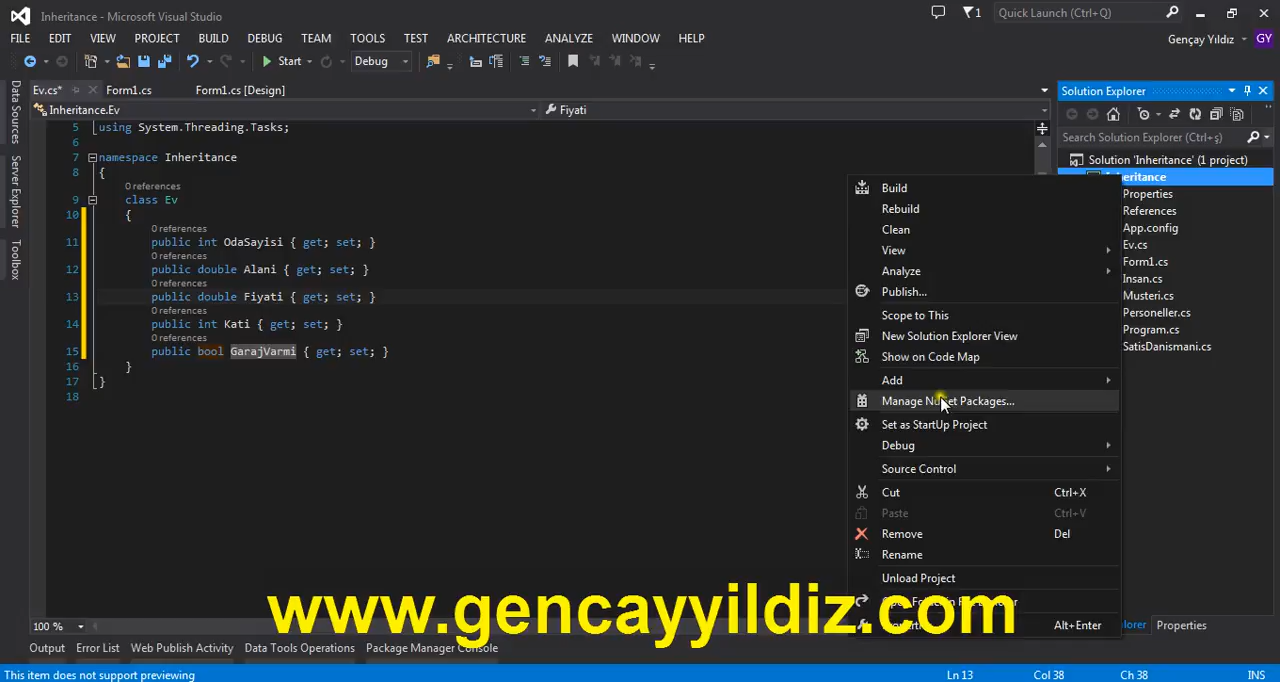 Inheritance - Microsoft Visual Studio
1
Quick Launch (Ctrl+Q)
FILE EDIT VIEW PROJECT BUILD DEBUG TEAM TOOLS TEST ARCHITECTURE ANALYZE WINDOW HELP
Gençay Yıldız GY
Start Debug
Ev.cs* Form1.cs Form1.cs [Design]
Inheritance.Ev Fiyati
Data Sources
Server Explorer
Toolbox
5 using System.Threading.Tasks;
6
7 namespace Inheritance
8 {
0 references
9 class Ev
10 {
0 references
11 public int OdaSayisi { get; set; }
0 references
12 public double Alani { get; set; }
0 references
13 public double Fiyati { get; set; }
0 references
14 public int Kati { get; set; }
0 references
15 public bool GarajVarmi { get; set; }
16 }
17 }
18
Build
Rebuild
Clean
View
Analyze
Publish...
Scope to This
New Solution Explorer View
Show on Code Map
Add
Manage NuGet Packages...
Set as StartUp Project
Debug
Source Control
Cut Ctrl+X
Paste Ctrl+V
Remove Del
Rename
Unload Project
Alt+Enter
Solution Explorer
Search Solution Explorer (Ctrl+ş)
Solution 'Inheritance' (1 project)
Inheritance
Properties
References
App.config
Ev.cs
Form1.cs
Insan.cs
Musteri.cs
Personeller.cs
Program.cs
SatisDanismani.cs
www.gencayyildiz.com
100 %
Properties
Output Error List Web Publish Activity Data Tools Operations Package Manager Console
This item does not support previewing Ln 13 Col 38 Ch 38 INS